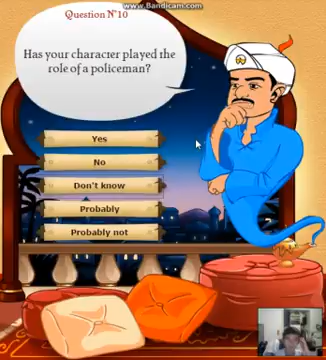 www.Bandicam.com
Question N°10
Has your character played the
role of a policeman?
Yes
No
Don't know
Probably
Probably not